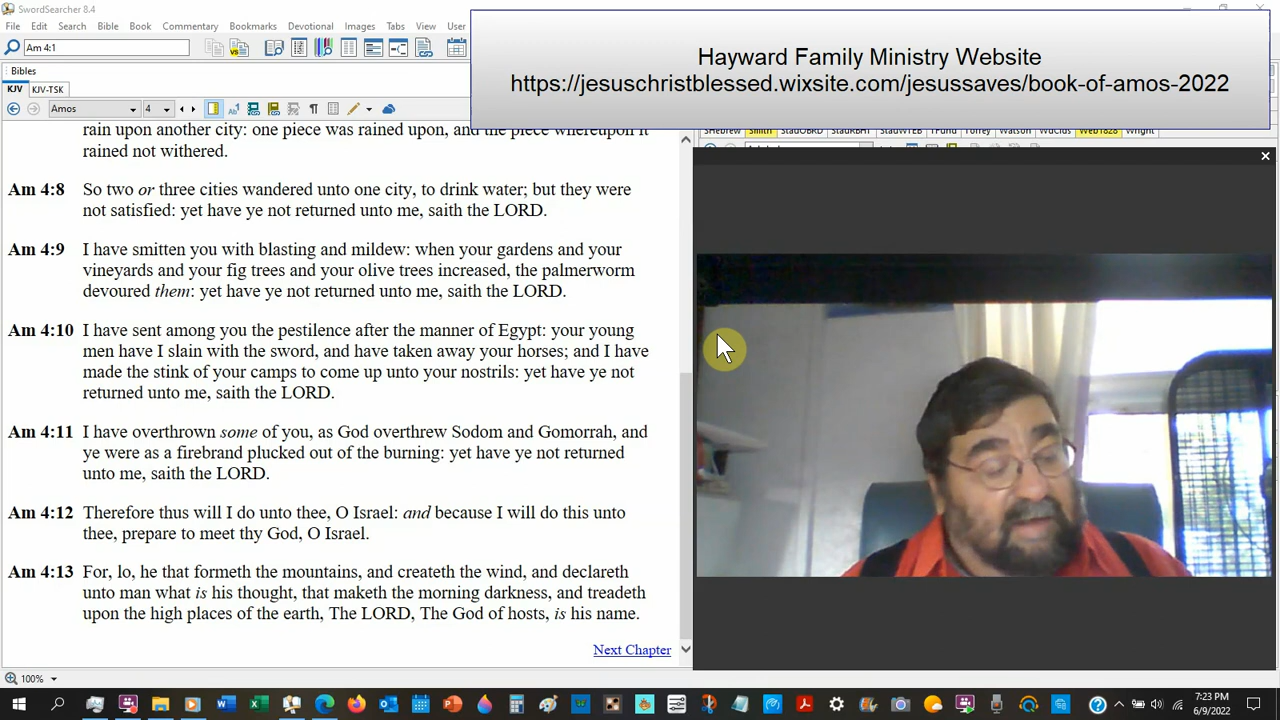 SwordSearcher 8.4
File Edit Search Bible Book Commentary Bookmarks Devotional Images Tabs View User
Hayward Family Ministry Website
https://jesuschristblessed.wixsite.com/jesussaves/book-of-amos-2022
Am 4:1
Bibles
KJV KJV-TSK
Amos 4
SHebrew Smith StauOBRD StauRBHT StauWTEB TFund Torrey Watson WdClds Web1828 Wright
rain upon another city: one piece was rained upon, and the piece whereupon it
rained not withered.
Am 4:8 So two or three cities wandered unto one city, to drink water; but they were
not satisfied: yet have ye not returned unto me, saith the LORD.
Am 4:9 I have smitten you with blasting and mildew: when your gardens and your
vineyards and your fig trees and your olive trees increased, the palmerworm
devoured them: yet have ye not returned unto me, saith the LORD.
Am 4:10 I have sent among you the pestilence after the manner of Egypt: your young
men have I slain with the sword, and have taken away your horses; and I have
made the stink of your camps to come up unto your nostrils: yet have ye not
returned unto me, saith the LORD.
Am 4:11 I have overthrown some of you, as God overthrew Sodom and Gomorrah, and
ye were as a firebrand plucked out of the burning: yet have ye not returned
unto me, saith the LORD.
Am 4:12 Therefore thus will I do unto thee, O Israel: and because I will do this unto
thee, prepare to meet thy God, O Israel.
Am 4:13 For, lo, he that formeth the mountains, and createth the wind, and declareth
unto man what is his thought, that maketh the morning darkness, and treadeth
upon the high places of the earth, The LORD, The God of hosts, is his name.
Next Chapter
100%
7:23 PM
6/9/2022